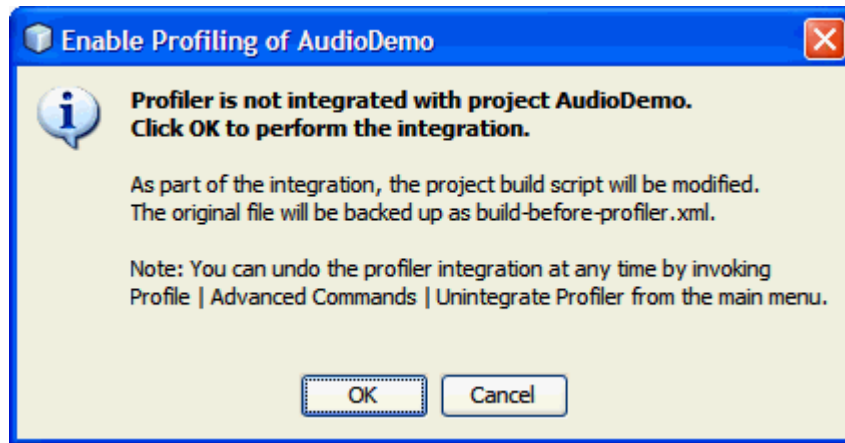 Enable Profiling of AudioDemo
Profiler is not integrated with project AudioDemo.
Click OK to perform the integration.
As part of the integration, the project build script will be modified.
The original file will be backed up as build-before-profiler.xml.
Note: You can undo the profiler integration at any time by invoking
Profile | Advanced Commands | Unintegrate Profiler from the main menu.
OK
Cancel